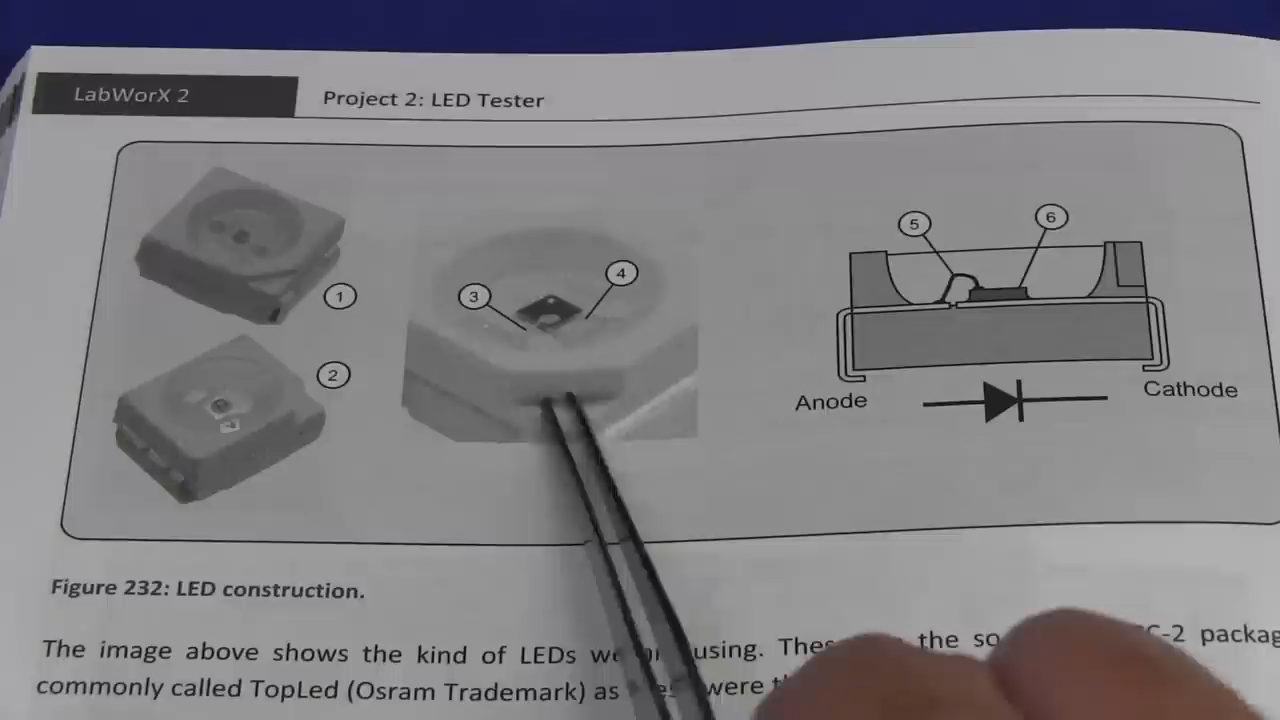 LabWorX 2
Project 2: LED Tester
1
2
3
4
5
6
Anode
Cathode
Figure 232: LED construction.
The image above shows the kind of LEDs we using. the so packag
commonly called TopLed (Osram Trademark) as were